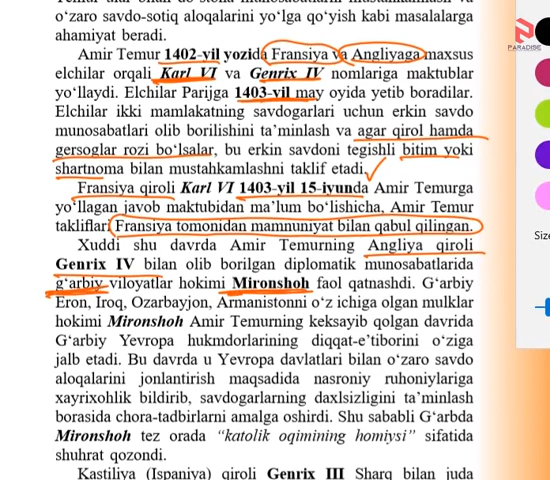 o‘zaro savdo-sotiq aloqalarini yo‘lga qo‘yish kabi masalalarga
ahamiyat beradi.
Amir Temur 1402-vil yozida Fransiya va Angliyaga maxsus
elchilar orqali Karl VI va Genrix IV nomlariga maktublar
yo‘llaydi. Elchilar Parijga 1403-vil may oyida yetib boradilar.
Elchilar ikki mamlakatning savdogarlari uchun erkin savdo
munosabatlari olib borilishini ta’minlash va agar qirol hamda
gersoglar rozi bo‘lsalar, bu erkin savdoni tegishli bitim yoki
shartnoma bilan mustahkamlashni taklif etadi.
Fransiya qiroli Karl VI 1403-yil 15-iyunda Amir Temurga
yo‘llagan javob maktubidan ma’lum bo‘lishicha, Amir Temur
takliflari Fransiya tomonidan mamnuniyat bilan qabul qilingan.
Xuddi shu davrda Amir Temurning Angliya qiroli
Genrix IV bilan olib borilgan diplomatik munosabatlarida
g‘arbiy viloyatlar hokimi Mironshoh faol qatnashdi. G‘arbiy
Eron, Iroq, Ozarbayjon, Armanistonni o‘z ichiga olgan mulklar
hokimi Mironshoh Amir Temurning keksayib qolgan davrida
G‘arbiy Yevropa hukmdorlarining diqqat-e’tiborini o‘ziga
jalb etadi. Bu davrda u Yevropa davlatlari bilan o‘zaro savdo
aloqalarini jonlantirish maqsadida nasroniy ruhoniylariga
xayrixohlik bildirib, savdogarlarning daxlsizligini ta’minlash
borasida chora-tadbirlarni amalga oshirdi. Shu sababli G‘arbda
Mironshoh tez orada “katolik oqimining homiysi” sifatida
shuhrat qozondi.
Kastiliya (Ispaniya) qiroli Genrix III Sharq bilan juda
PARADISE
Size